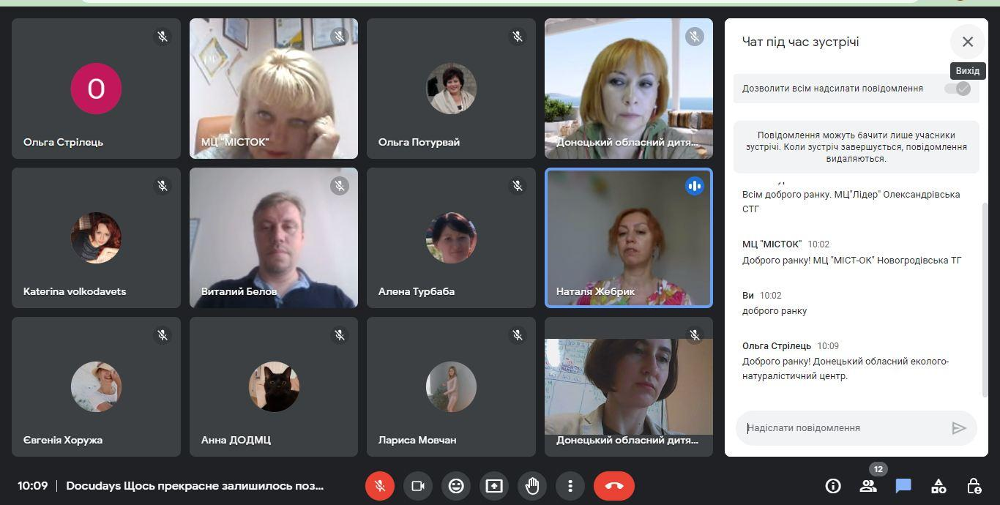 О
Ольга Стрілець
МЦ "МІСТОК"
Ольга Потурвай
Донецький обласний дитя...
Katerina volkodavets
Виталий Белов
Алена Турбаба
Наталя Жебрик
Євгенія Хоружа
Анна ДОДМЦ
Лариса Мовчан
Донецький обласний дитя...
Чат під час зустрічі
Вихід
Дозволити всім надсилати повідомлення
Повідомлення можуть бачити лише учасники
зустрічі. Коли зустріч завершується, повідомлення
видаляються.
Всім доброго ранку. МЦ"Лідер" Олександрівська
СТГ
МЦ "МІСТОК" 10:02
Доброго ранку! МЦ "МІСТ-ОК" Новогродівська ТГ
Ви 10:02
доброго ранку
Ольга Стрілець 10:09
Доброго ранку! Донецький обласний еколого-
натуралістичний центр.
Надіслати повідомлення
10:09 | Docudays Щось прекрасне залишилось поз...
12